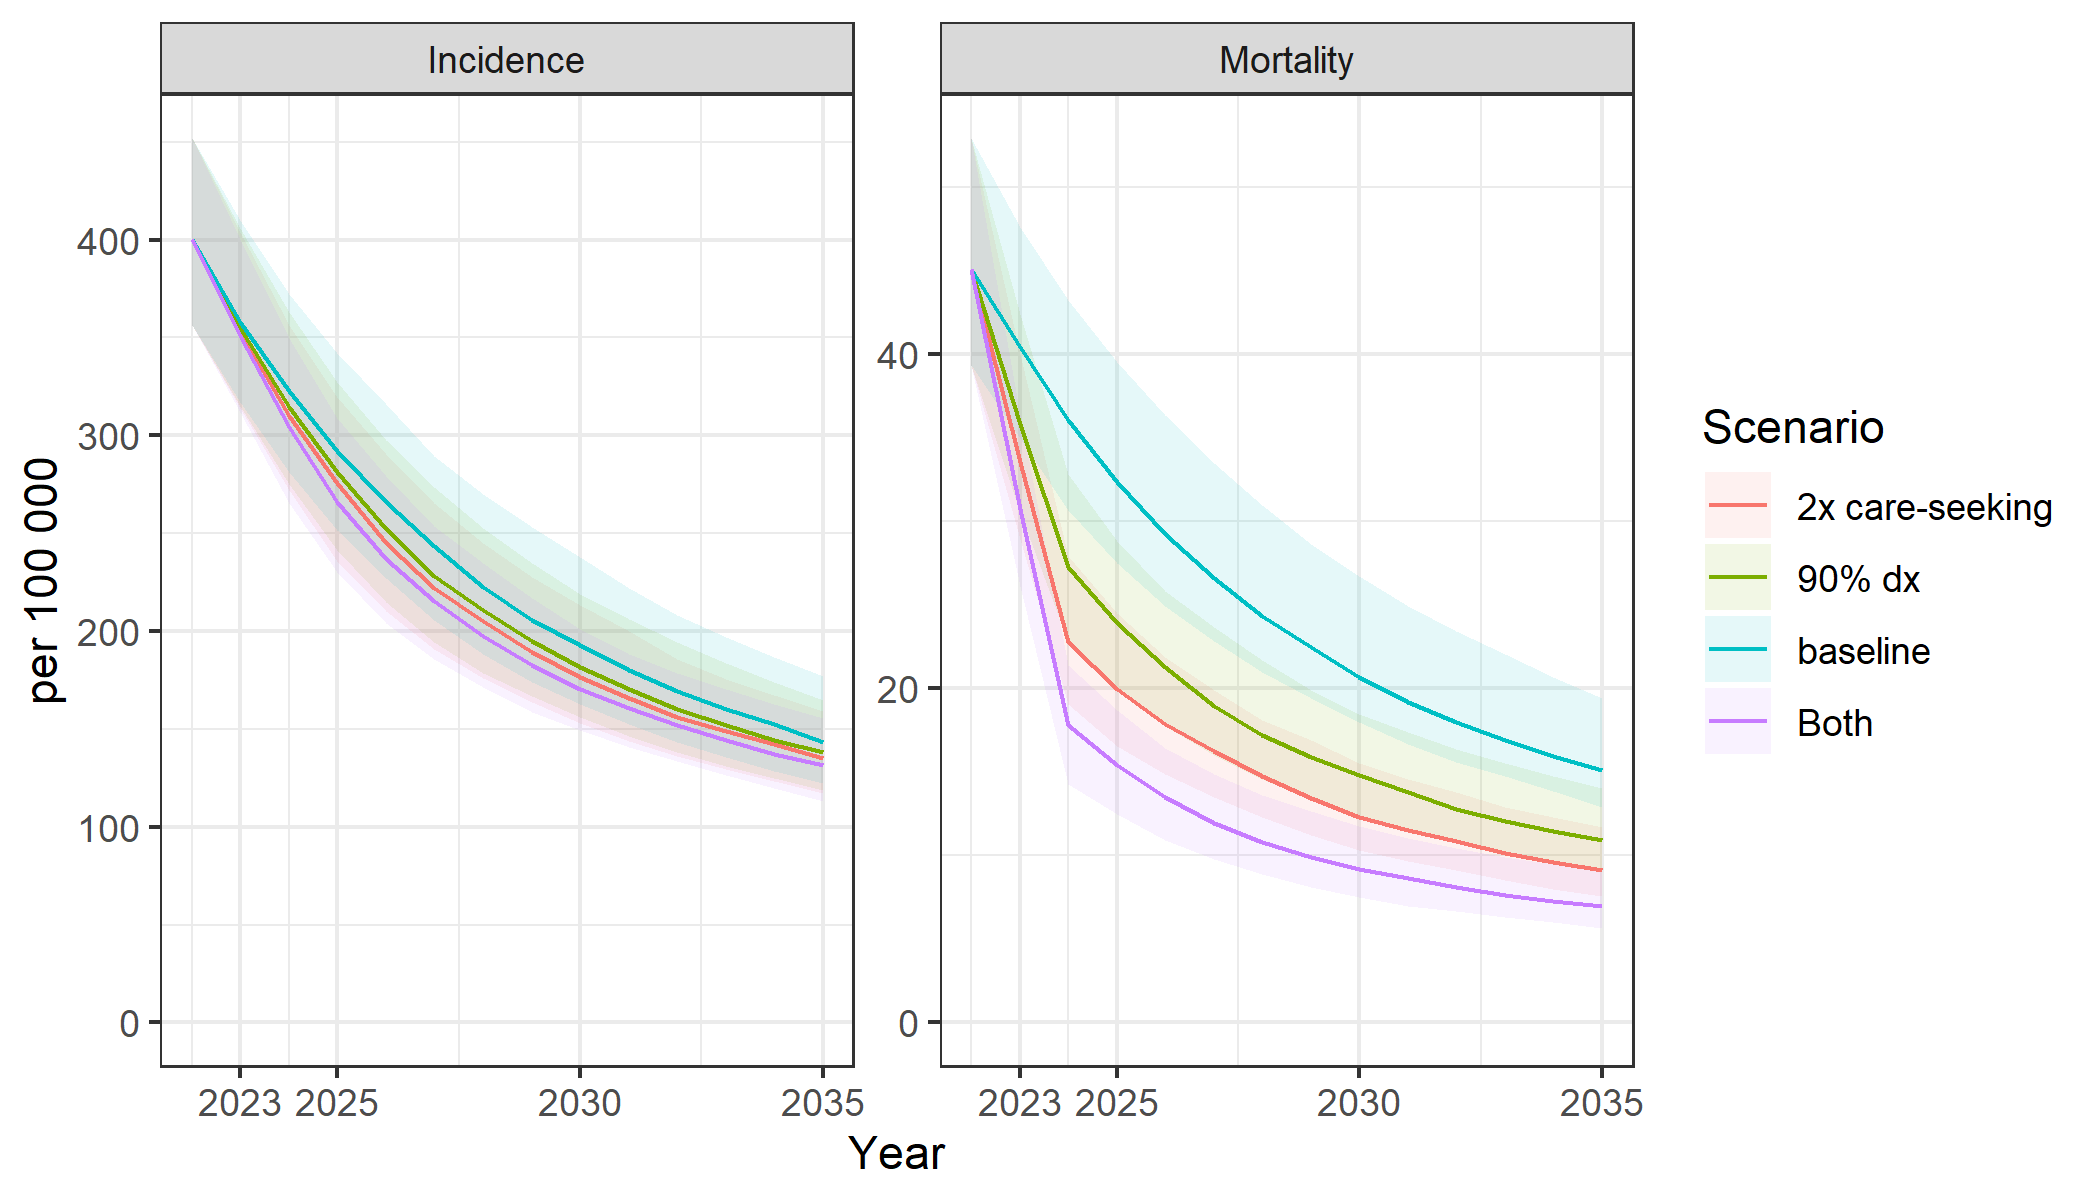 Incidence
Mortality
per 100 000
400
300
200
100
0
40
20
0
2023 2025 2030 2035
2023 2025 2030 2035
Year
Scenario
2x care-seeking
90% dx
baseline
Both